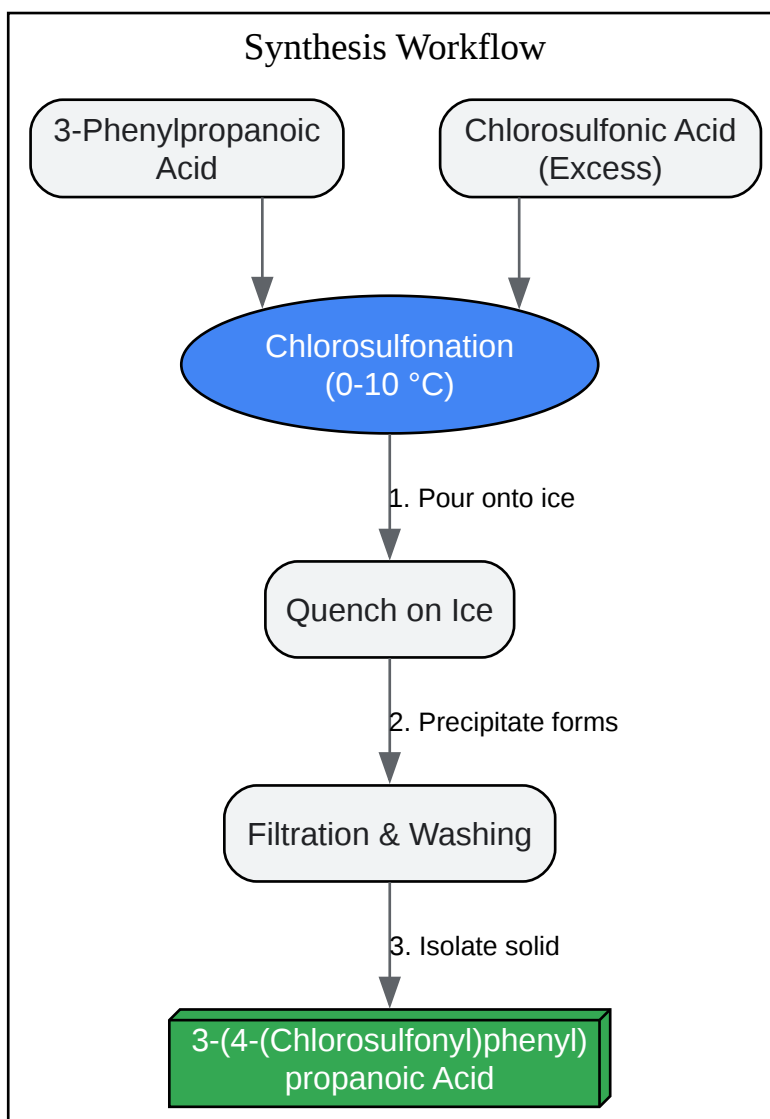 Synthesis Workflow
3-Phenylpropanoic
Acid
Chlorosulfonic Acid
(Excess)
Chlorosulfonation
(0-10 °C)
1. Pour onto ice
Quench on Ice
2. Precipitate forms
Filtration & Washing
3. Isolate solid
3-(4-(Chlorosulfonyl)phenyl)
propanoic Acid